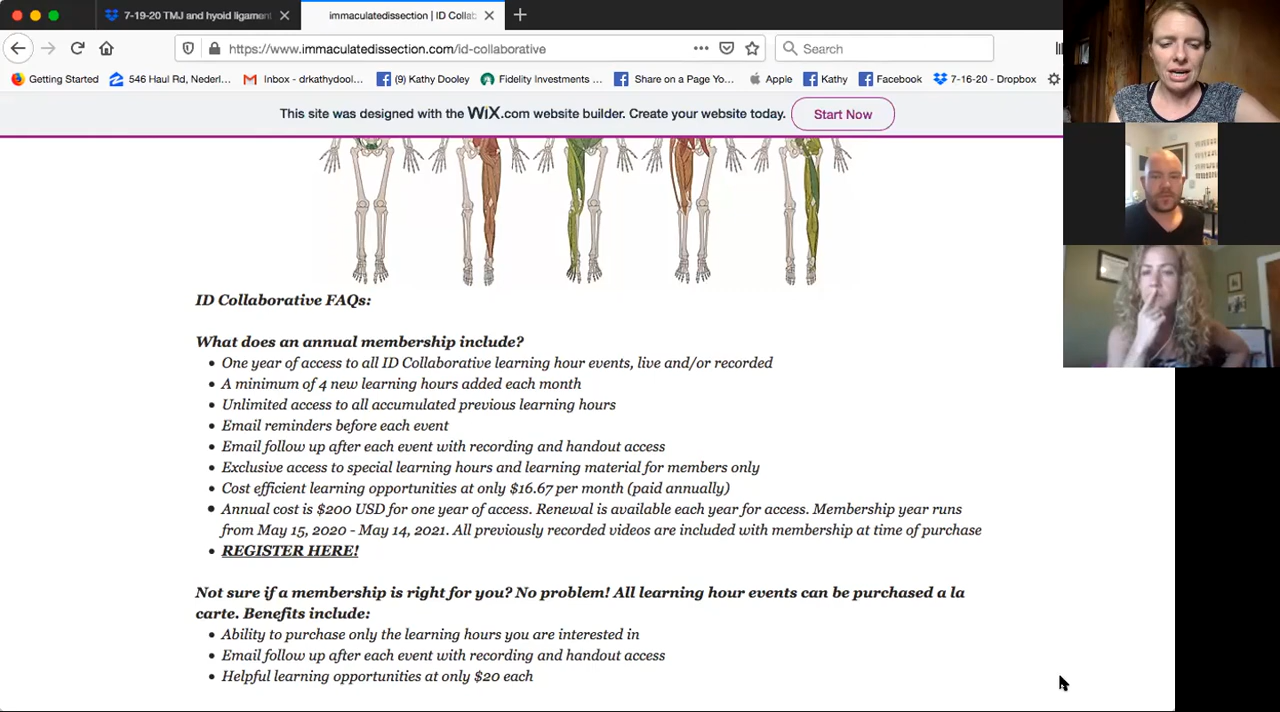 7-19-20 TMJ and hyoid ligament
immaculatedissection | ID Collab
https://www.immaculatedissection.com/id-collaborative
Search
Getting Started
546 Haul Rd, Nederl...
Inbox - drkathydool...
(9) Kathy Dooley
Fidelity Investments ...
Share on a Page Yo...
Apple
Kathy
Facebook
7-16-20 - Dropbox
This site was designed with the WiX.com website builder. Create your website today.
Start Now
ID Collaborative FAQs:
What does an annual membership include?
• One year of access to all ID Collaborative learning hour events, live and/or recorded
• A minimum of 4 new learning hours added each month
• Unlimited access to all accumulated previous learning hours
• Email reminders before each event
• Email follow up after each event with recording and handout access
• Exclusive access to special learning hours and learning material for members only
• Cost efficient learning opportunities at only $16.67 per month (paid annually)
• Annual cost is $200 USD for one year of access. Renewal is available each year for access. Membership year runs
from May 15, 2020 - May 14, 2021. All previously recorded videos are included with membership at time of purchase
• REGISTER HERE!
Not sure if a membership is right for you? No problem! All learning hour events can be purchased a la
carte. Benefits include:
• Ability to purchase only the learning hours you are interested in
• Email follow up after each event with recording and handout access
• Helpful learning opportunities at only $20 each